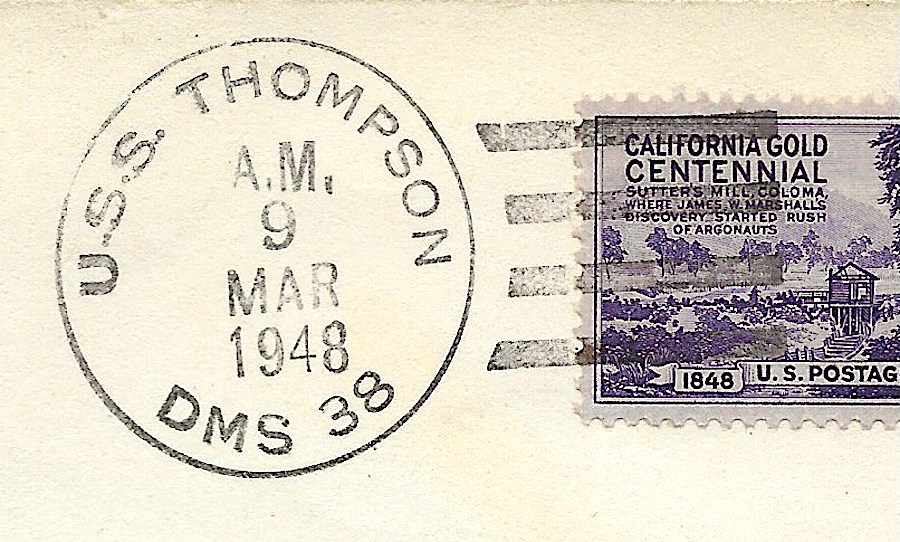 U.S.S. THOMPSON
A.M.
9
MAR
1948
DMS 38
CALIFORNIA GOLD
CENTENNIAL
SUTTER'S MILL, COLOMA
WHERE JAMES W. MARSHALL'S
DISCOVERY STARTED RUSH
OF ARGONAUTS
1848 U.S. POSTAG